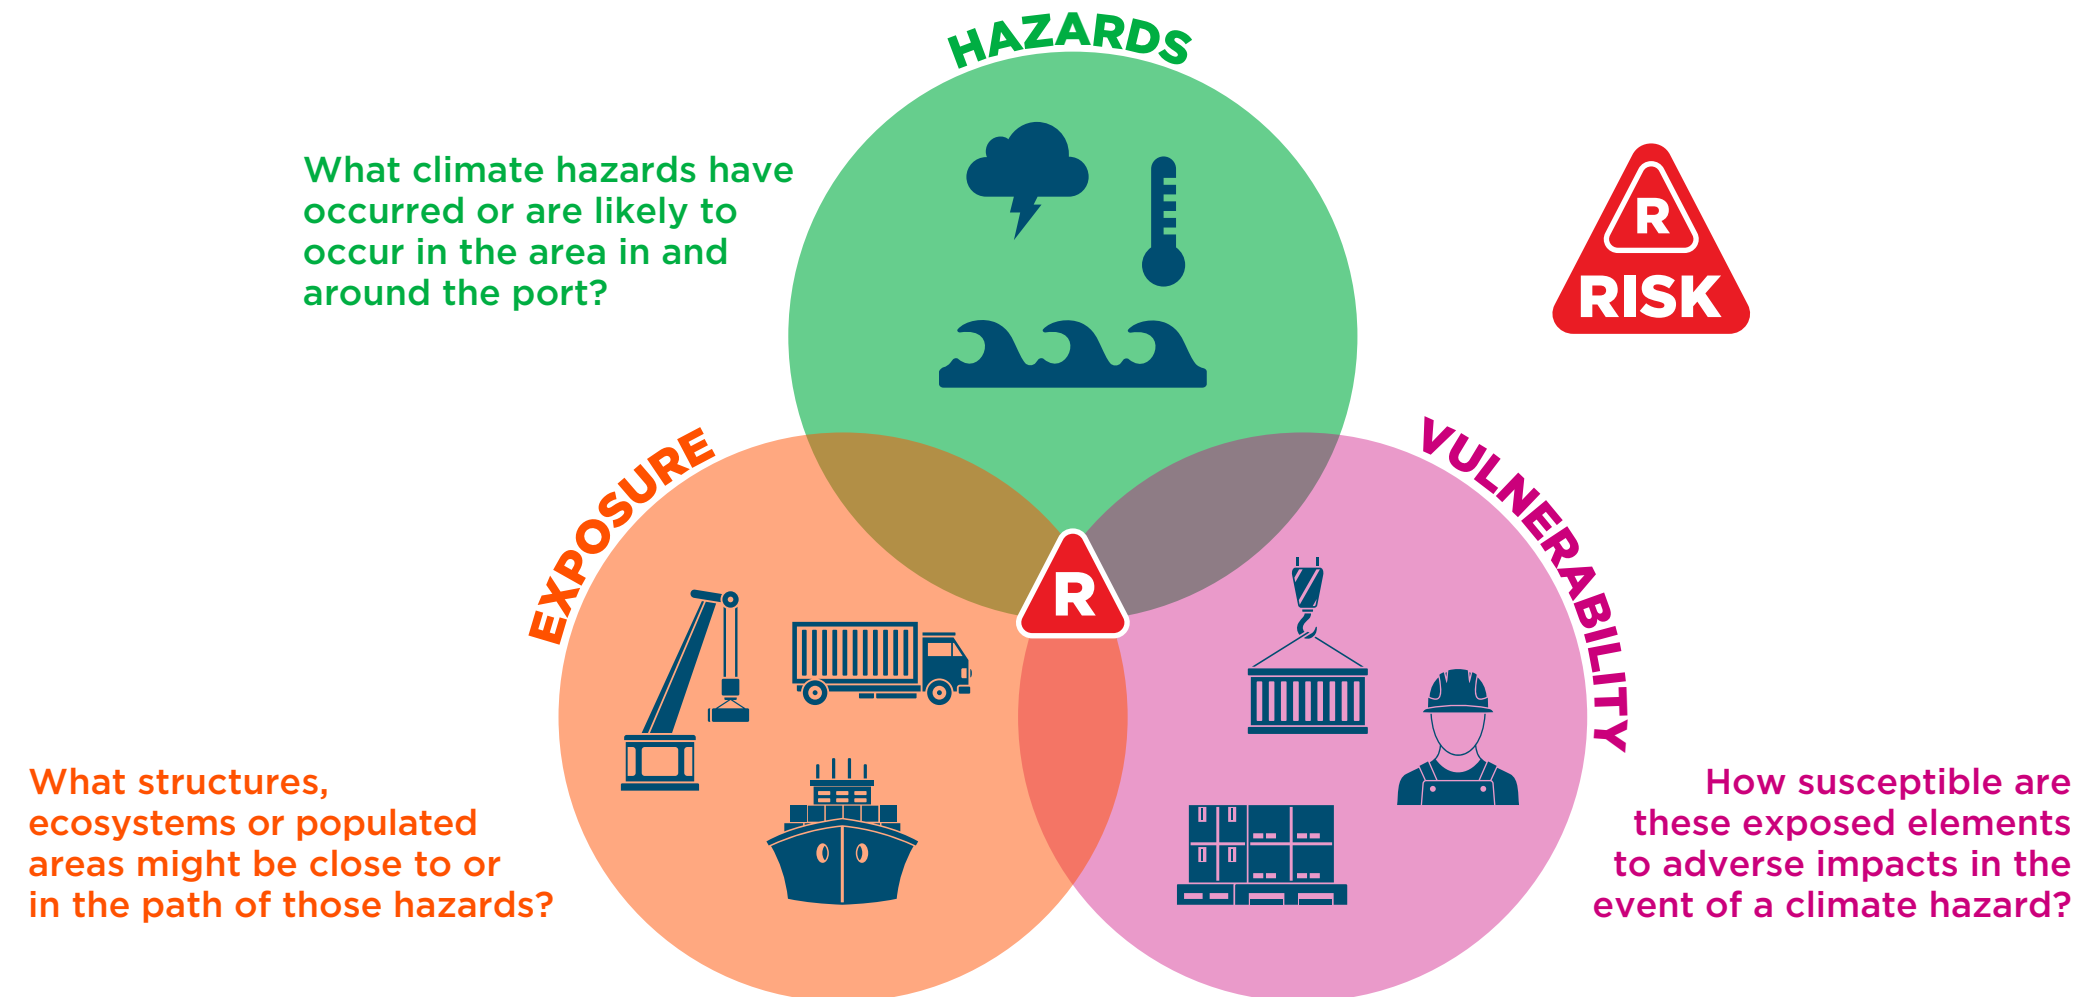 HAZARDS
What climate hazards have
occurred or are likely to
occur in the area in and
around the port?
R
RISK
EXPOSURE
VULNERABILITY
R
What structures,
ecosystems or populated
areas might be close to or
in the path of those hazards?
How susceptible are
these exposed elements
to adverse impacts in the
event of a climate hazard?